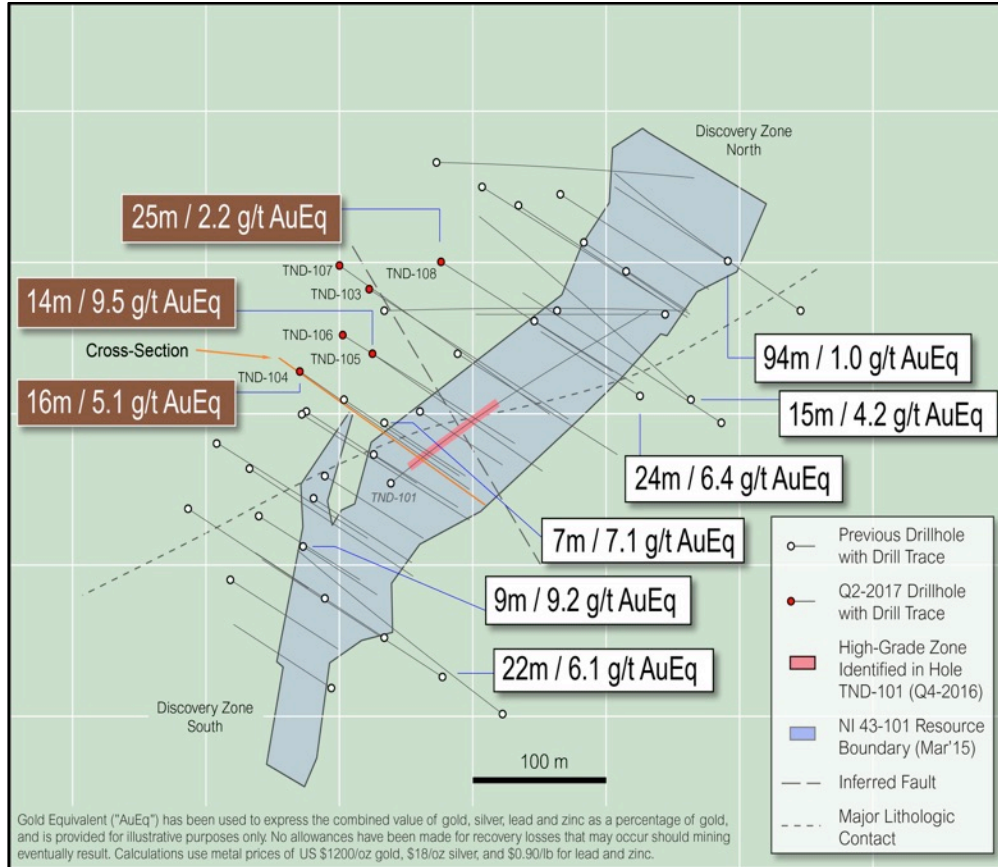 Discovery Zone
North
25m / 2.2 g/t AuEq
TND-107
TND-108
TND-103
14m / 9.5 g/t AuEq
TND-106
TND-105
Cross-Section
TND-104
16m / 5.1 g/t AuEq
94m / 1.0 g/t AuEq
15m / 4.2 g/t AuEq
24m / 6.4 g/t AuEq
TND-101
7m / 7.1 g/t AuEq
9m / 9.2 g/t AuEq
22m / 6.1 g/t AuEq
Discovery Zone
South
100 m
Previous Drillhole
with Drill Trace
Q2-2017 Drillhole
with Drill Trace
High-Grade Zone
Identified in Hole
TND-101 (Q4-2016)
NI 43-101 Resource
Boundary (Mar'15)
Inferred Fault
Major Lithologic
Contact
Gold Equivalent ("AuEq") has been used to express the combined value of gold, silver, lead and zinc as a percentage of gold,
and is provided for illustrative purposes only. No allowances have been made for recovery losses that may occur should mining
eventually result. Calculations use metal prices of US $1200/oz gold, $18/oz silver, and $0.90/lb for lead and zinc.